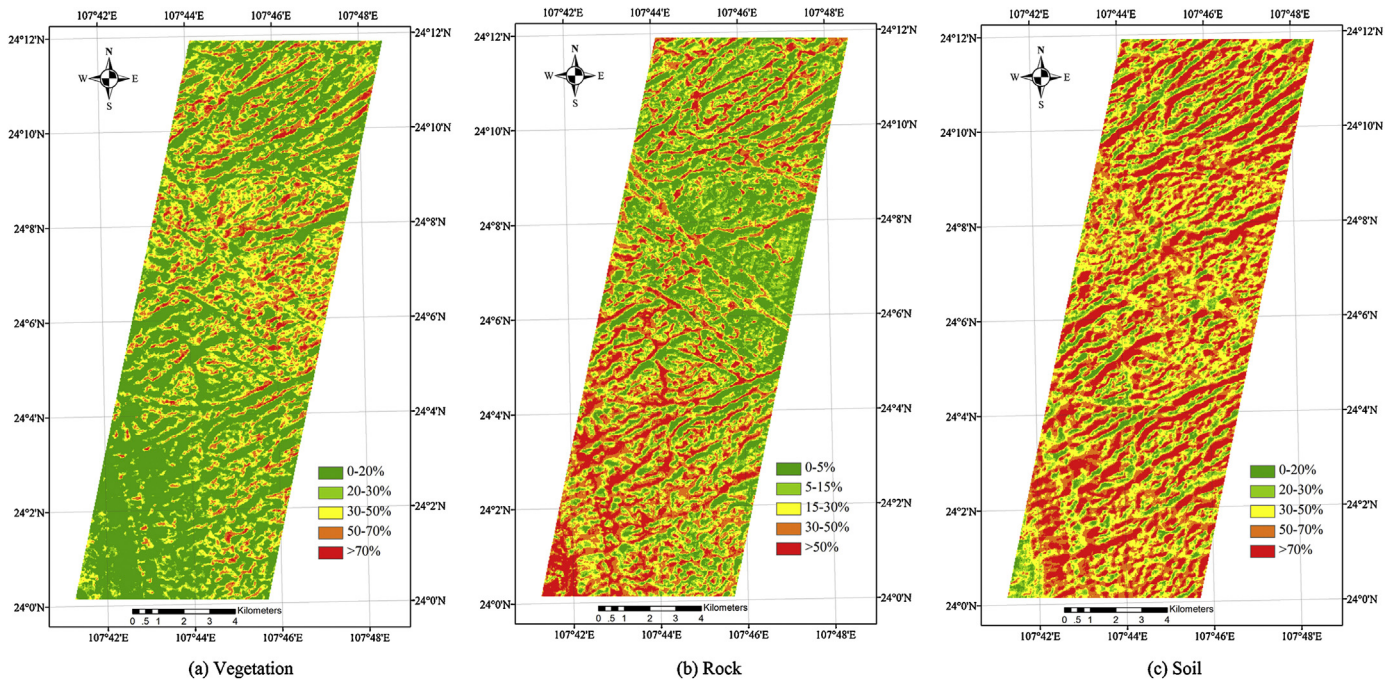 107°42'E 107°44'E 107°46'E 107°48'E
24°12'N 24°12'N
N
W E
S
24°10'N 24°10'N
24°8'N 24°8'N
24°6'N 24°6'N
24°4'N 24°4'N
0-20%
20-30%
30-50%
50-70%
>70%
24°2'N 24°2'N
24°0'N 24°0'N
Kilometers
0 .5 1 2 3 4
107°42'E 107°44'E 107°46'E 107°48'E
(a) Vegetation
107°42'E 107°44'E 107°46'E 107°48'E
24°12'N 24°12'N
N
W E
S
24°10'N 24°10'N
24°8'N 24°8'N
24°6'N 24°6'N
24°4'N 24°4'N
0-5%
5-15%
15-30%
30-50%
>50%
24°2'N 24°2'N
24°0'N 24°0'N
Kilometers
0 .5 1 2 3 4
107°42'E 107°44'E 107°46'E 107°48'E
(b) Rock
107°42'E 107°44'E 107°46'E 107°48'E
24°12'N 24°12'N
N
W E
S
24°10'N 24°10'N
24°8'N 24°8'N
24°6'N 24°6'N
24°4'N 24°4'N
0-20%
20-30%
30-50%
50-70%
>70%
24°2'N 24°2'N
24°0'N 24°0'N
Kilometers
0 .5 1 2 3 4
107°42'E 107°44'E 107°46'E 107°48'E
(c) Soil